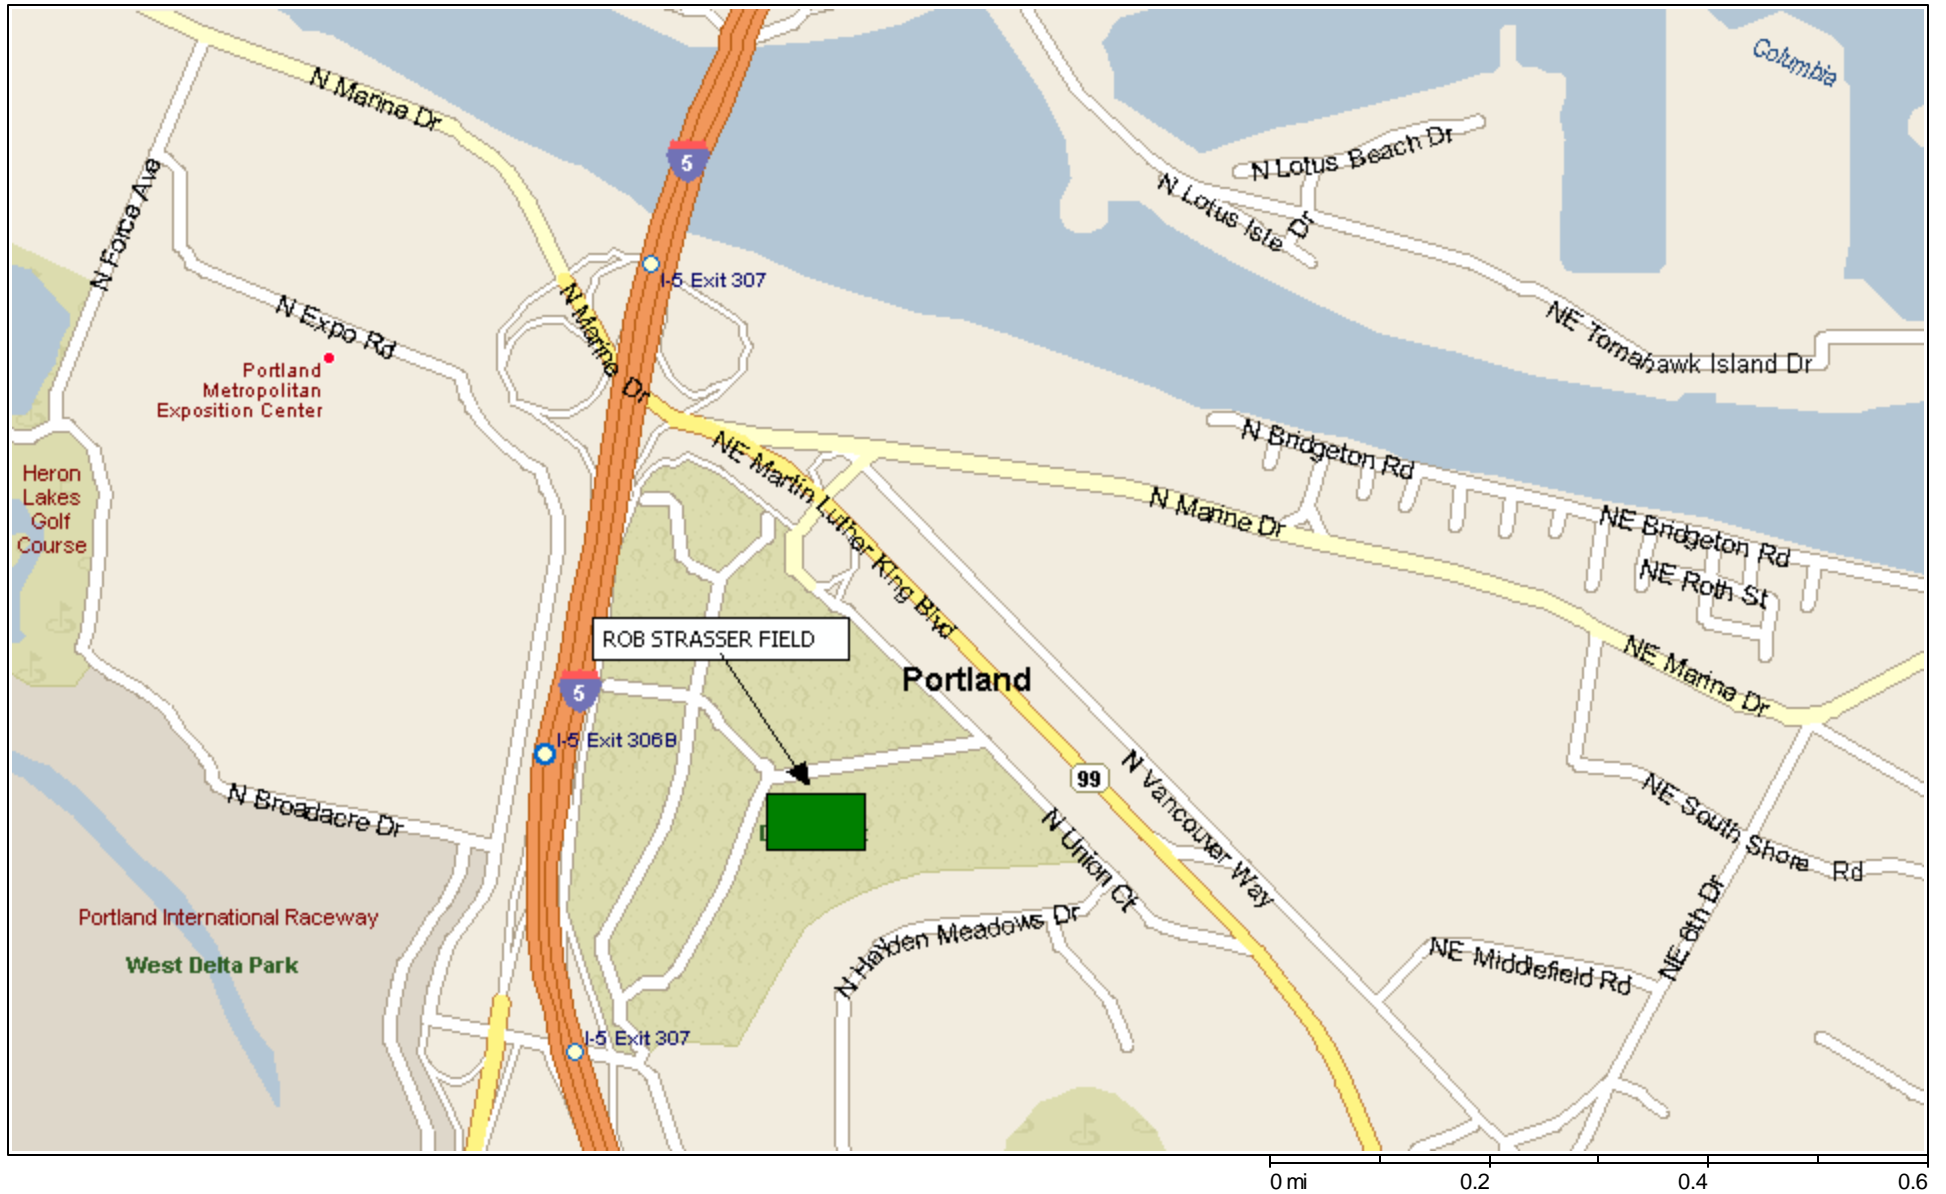 Columbia
N Marine Dr
N Lotus Beach Dr
5
N Lotus Isle
Dr
N Force Ave
I-5 Exit 307
N Marine Dr
N Expo Rd
NE Tomahawk Island Dr
Portland
Metropolitan
Exposition Center
N Bridgeton Rd
NE Martin Luther King Blvd
Heron
Lakes
Golf
Course
N Marine Dr
NE Bridgeton Rd
NE Roth St
ROB STRASSER FIELD
NE Marine Dr
Portland
5
I-5 Exit 306B
99
N Vancouver Way
N Broadacre Dr
NE South Shore Rd
N Union Ct
Portland International Raceway
N Hayden Meadows Dr
NE 6th Dr
West Delta Park
NE Middlefield Rd
I-5 Exit 307
0 mi 0.2 0.4 0.6